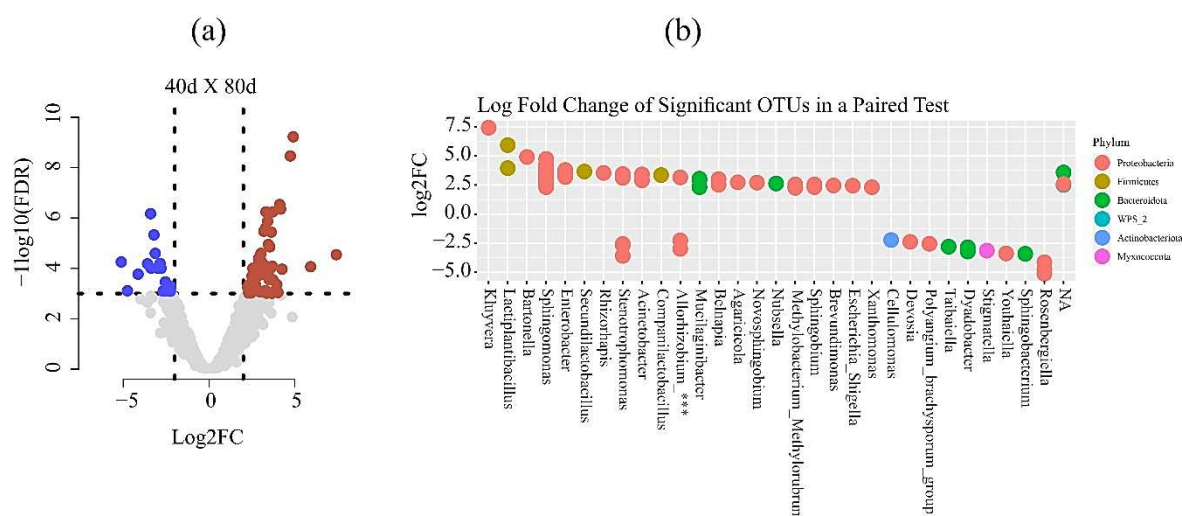 (a)
(b)
40d X 80d
10
8
6
4
2
0
−1log10(FDR)
−5
0
5
Log2FC
Log Fold Change of Significant OTUs in a Paired Test
7.5
5.0
2.5
0.0
−2.5
−5.0
log2FC
Kluyvera
Lactiplantibacillus
Bartonella
Sphingomonas
Enterobacter
Secundilactobacillus
Rhizorhapis
Stenotrophomonas
Acinctobacter
Companilactobacillus
Allorhizobium_***
Mucilaginibacter
Belnapia
Agaricicola
Novosphingobium
Nubsella
Methylobacterium_Methylorubrum
Sphingobium
Brevundimonas
Escherichia_Shigella
Xanthomonas
Cellulomonas
Devosia
Polyangium_brachysporum_group
Taibaiella
Dyadobacter
Stigmatella
Youhaiella
Sphingobacterium
Rosenbergiella
NA
Phylum
Proteobacteria
Firmicutes
Bacteroidota
WPS_2
Actinobacteriota
Myxococcota